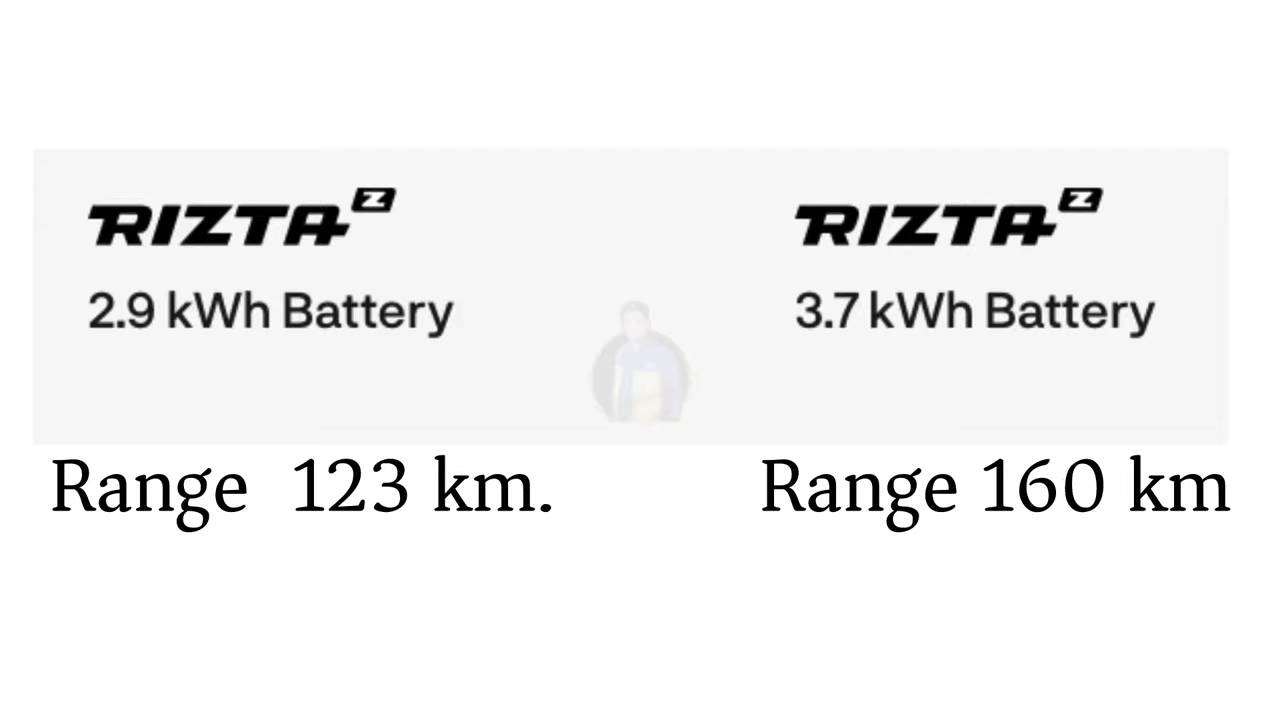 RIZTA Z
2.9 kWh Battery
Range 123 km.
RIZTA Z
3.7 kWh Battery
Range 160 km